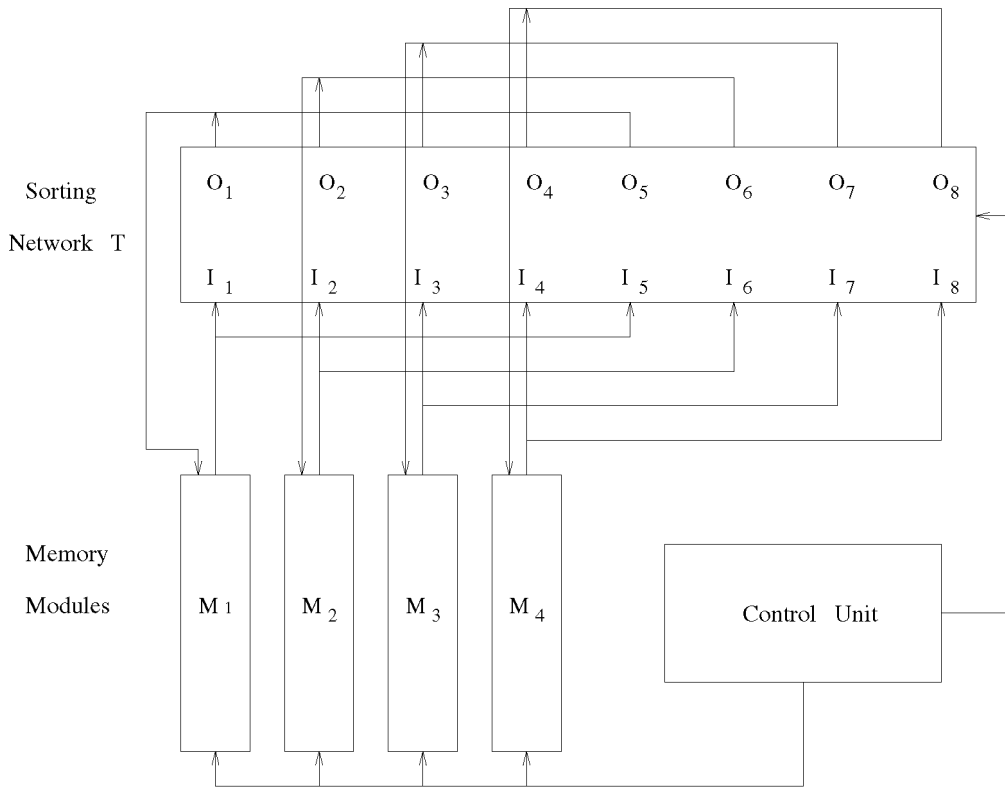 O1 O2 O3 O4 O5 O6 O7 O8
Sorting
Network T
I1 I2 I3 I4 I5 I6 I7 I8
Memory
Modules
M1 M2 M3 M4
Control Unit